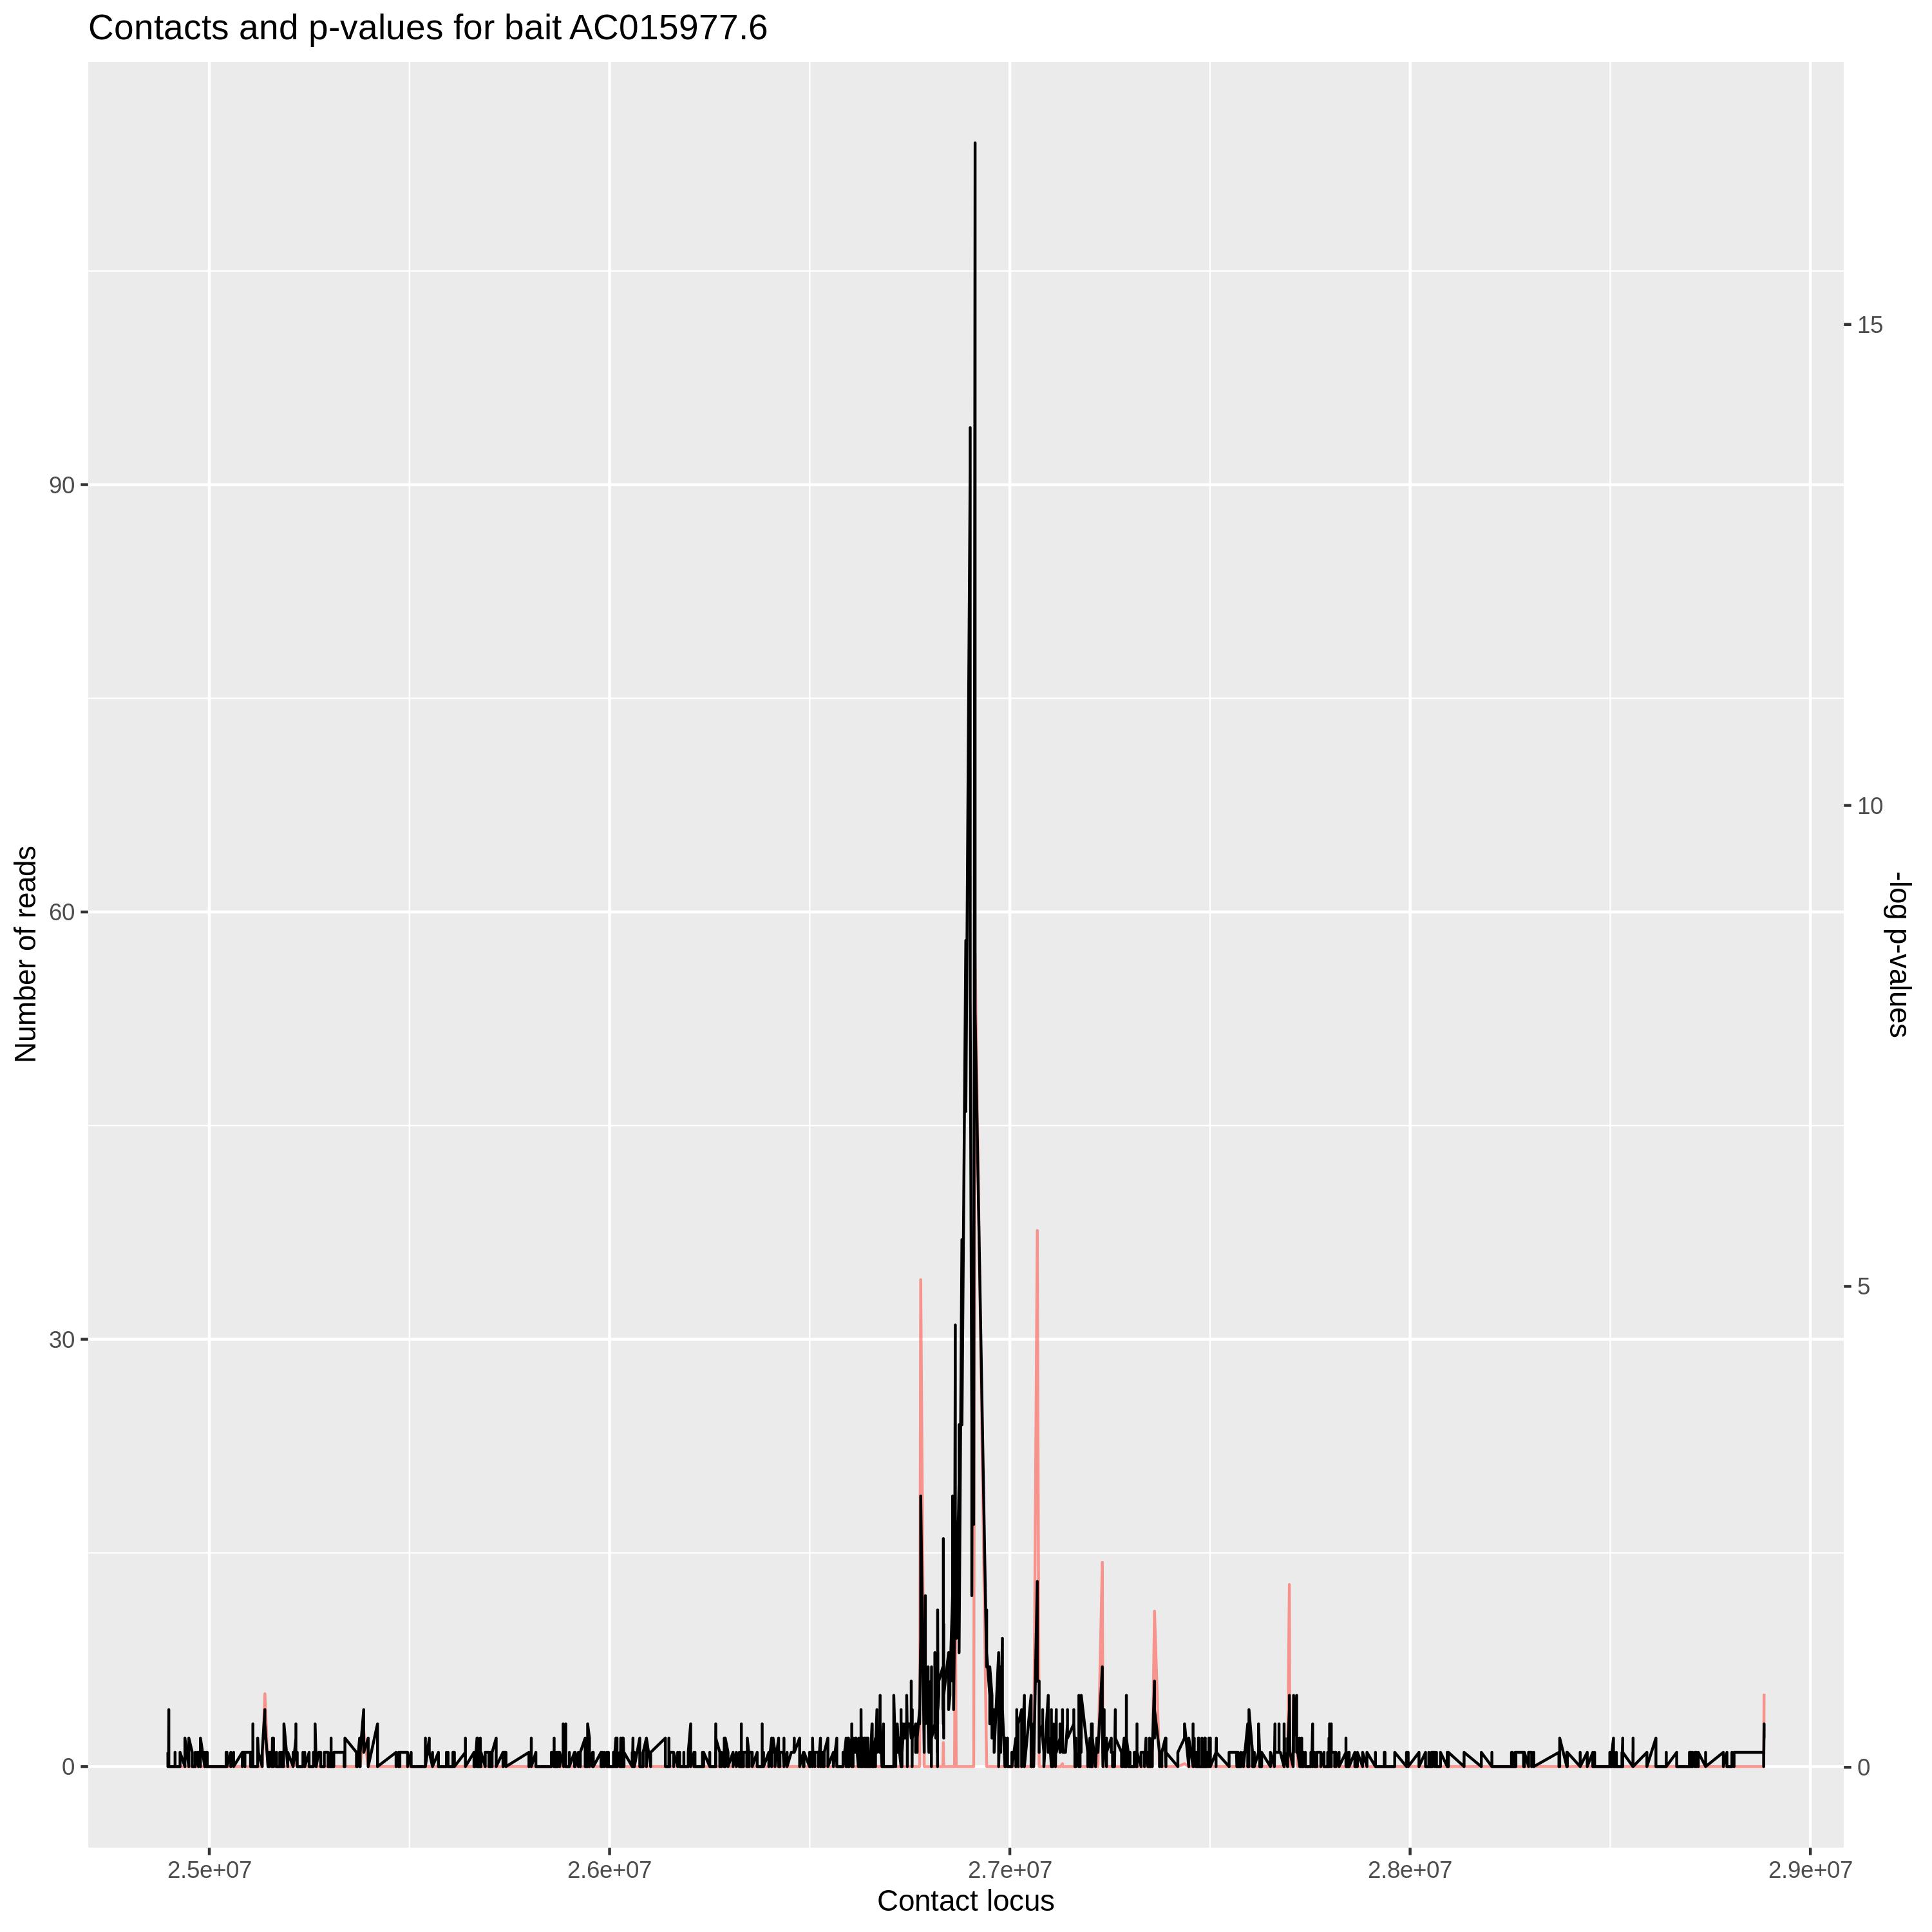 Contacts and p-values for bait AC015977.6
Number of reads
90
60
30
0
15
10
5
0
-log p-values
2.5e+07
2.6e+07
2.7e+07
2.8e+07
2.9e+07
Contact locus